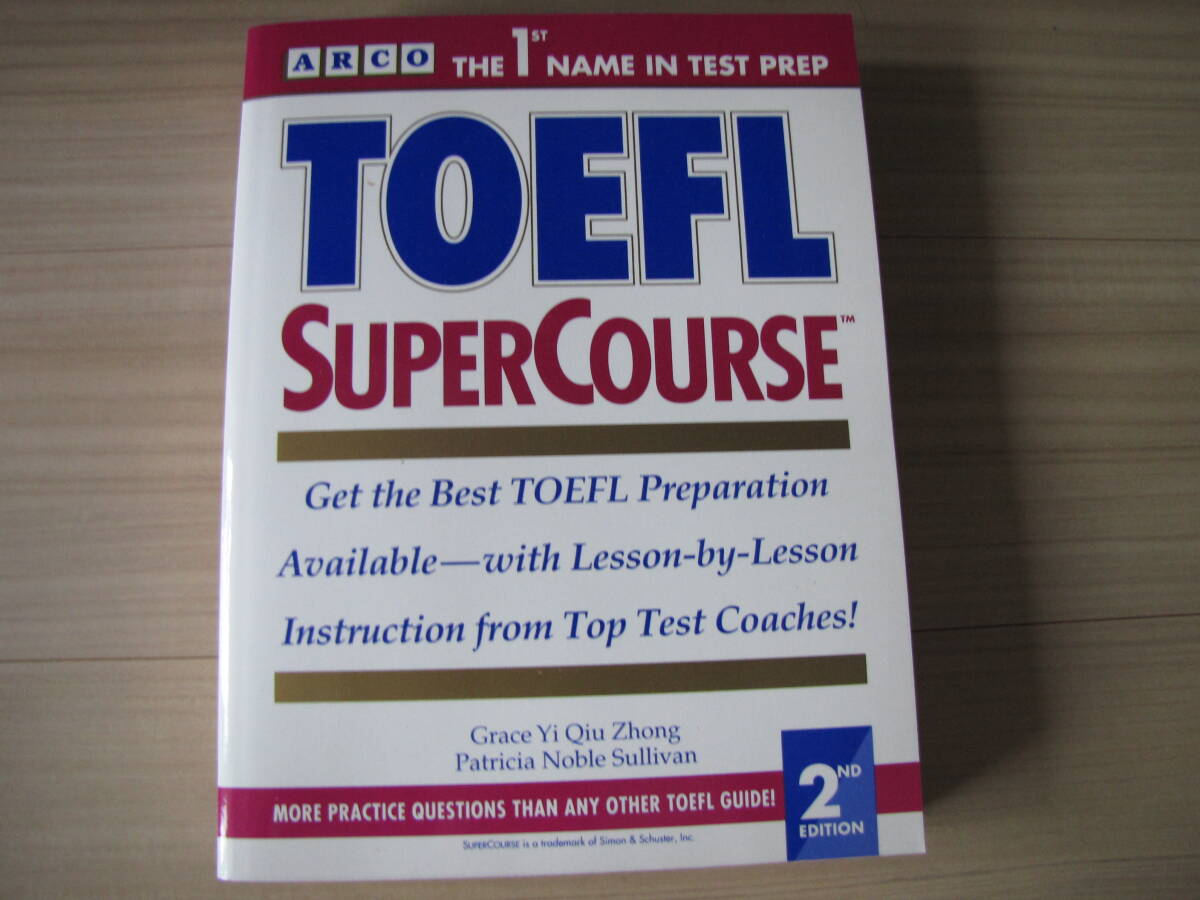 ARCO THE 1ST NAME IN TEST PREP
TOEFL
SUPERCOURSE™
Get the Best TOEFL Preparation
Available—with Lesson-by-Lesson
Instruction from Top Test Coaches!
Grace Yi Qiu Zhong
Patricia Noble Sullivan
MORE PRACTICE QUESTIONS THAN ANY OTHER TOEFL GUIDE!
2ND
EDITION
SUPERCOURSE is a trademark of Simon & Schuster, Inc.